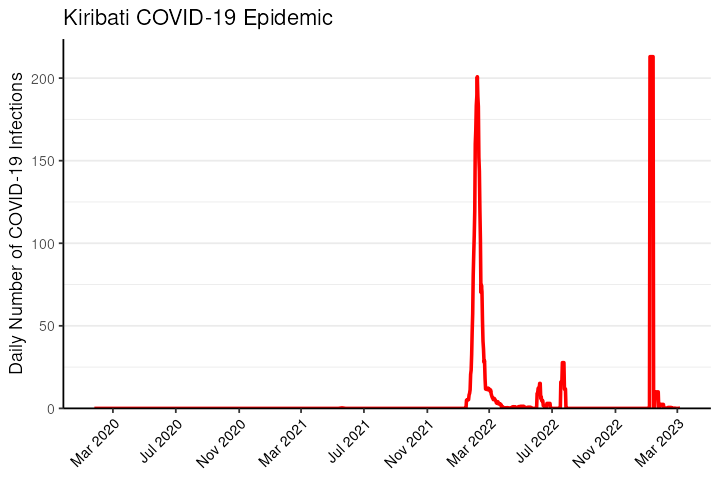 Kiribati COVID-19 Epidemic
Daily Number of COVID-19 Infections
200
150
100
50
0
Mar 2020
Jul 2020
Nov 2020
Mar 2021
Jul 2021
Nov 2021
Mar 2022
Jul 2022
Nov 2022
Mar 2023